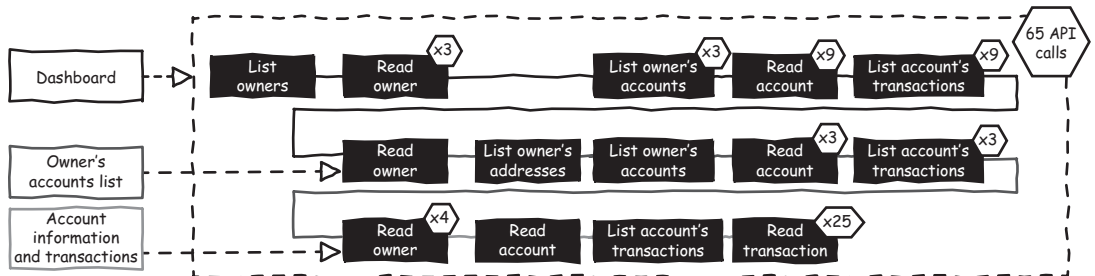 65 API
calls
Dashboard
List
owners
Read
owner
x3
List owner's
accounts
x3
Read
account
x9
List account's
transactions
x9
Owner's
accounts list
Read
owner
List owner's
addresses
List owner's
accounts
Read
account
x3
List account's
transactions
x3
Account
information
and transactions
Read
owner
x4
Read
account
List account's
transactions
Read
transaction
x25